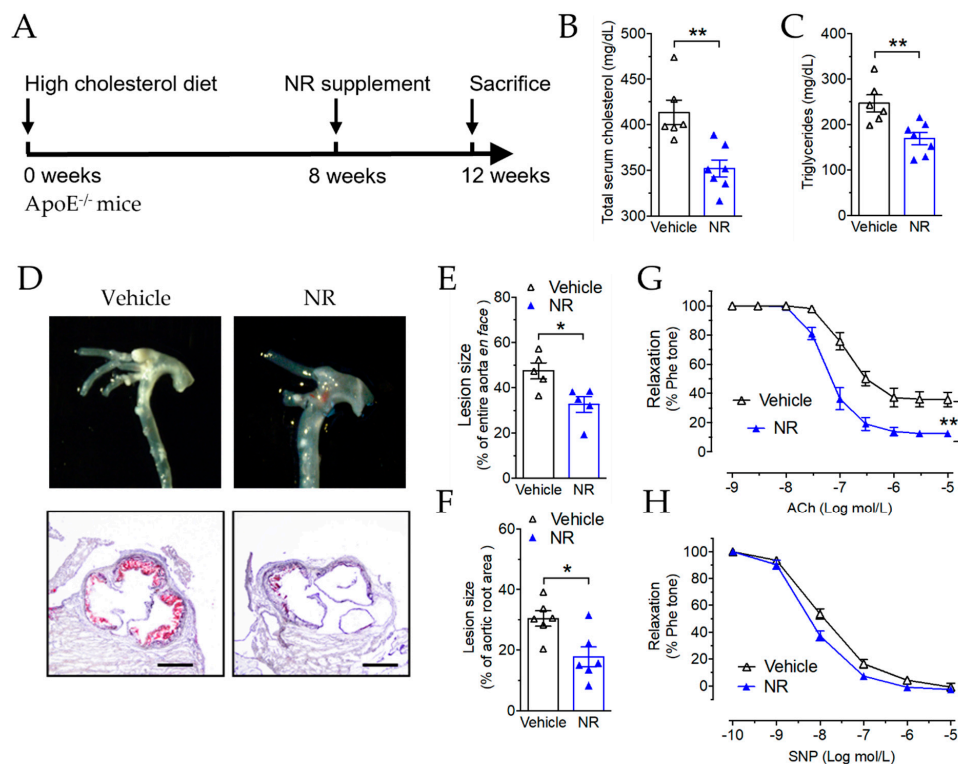 A
High cholesterol diet
NR supplement
Sacrifice
0 weeks
8 weeks
12 weeks
ApoE-/- mice
B
Total serum cholesterol (mg/dL)
**
450
400
350
300
Vehicle
NR
C
Triglycerides (mg/dL)
**
400
300
200
100
0
Vehicle
NR
D
Vehicle
NR
E
Vehicle
NR
Lesion size
(% of entire aorta en face)
*
80
60
40
20
0
Vehicle
NR
F
Vehicle
NR
Lesion size
(% of aortic root area)
*
60
40
20
0
Vehicle
NR
G
Relaxation
(% Phe tone)
100
80
60
40
20
0
Vehicle
NR
**
-9
-8
-7
-6
-5
ACh (Log mol/L)
H
Relaxation
(% Phe tone)
100
80
60
40
20
0
Vehicle
NR
-10
-9
-8
-7
-6
-5
SNP (Log mol/L)